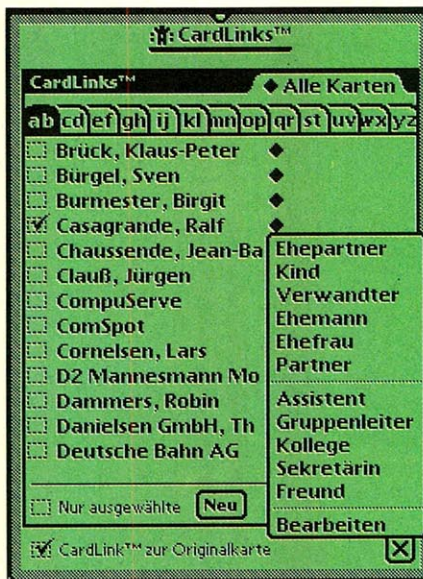 CardLinks™
CardLinks™ ◆ Alle Karten
ab cd ef gh ij kl mn op qr st uv wx yz
Brück, Klaus-Peter ◆
Bürgel, Sven ◆
Burmester, Birgit ◆
Casagrande, Ralf ◆
Chaussende, Jean-Ba
Clauß, Jürgen
CompuServe
ComSpot
Cornelsen, Lars
D2 Mannesmann Mo
Dammers, Robin
Danielsen GmbH, Th
Deutsche Bahn AG
Ehepartner
Kind
Verwandter
Ehemann
Ehefrau
Partner
Assistent
Gruppenleiter
Kollege
Sekretärin
Freund
Bearbeiten
Nur ausgewählte Neu
CardLink™ zur Originalkarte